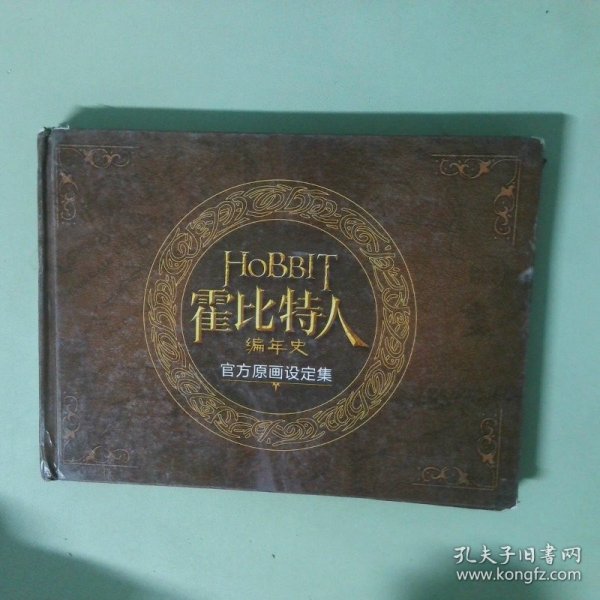 HOBBIT
霍比特人
编年史
官方原画设定集
孔夫子旧书网
www.kongfz.com